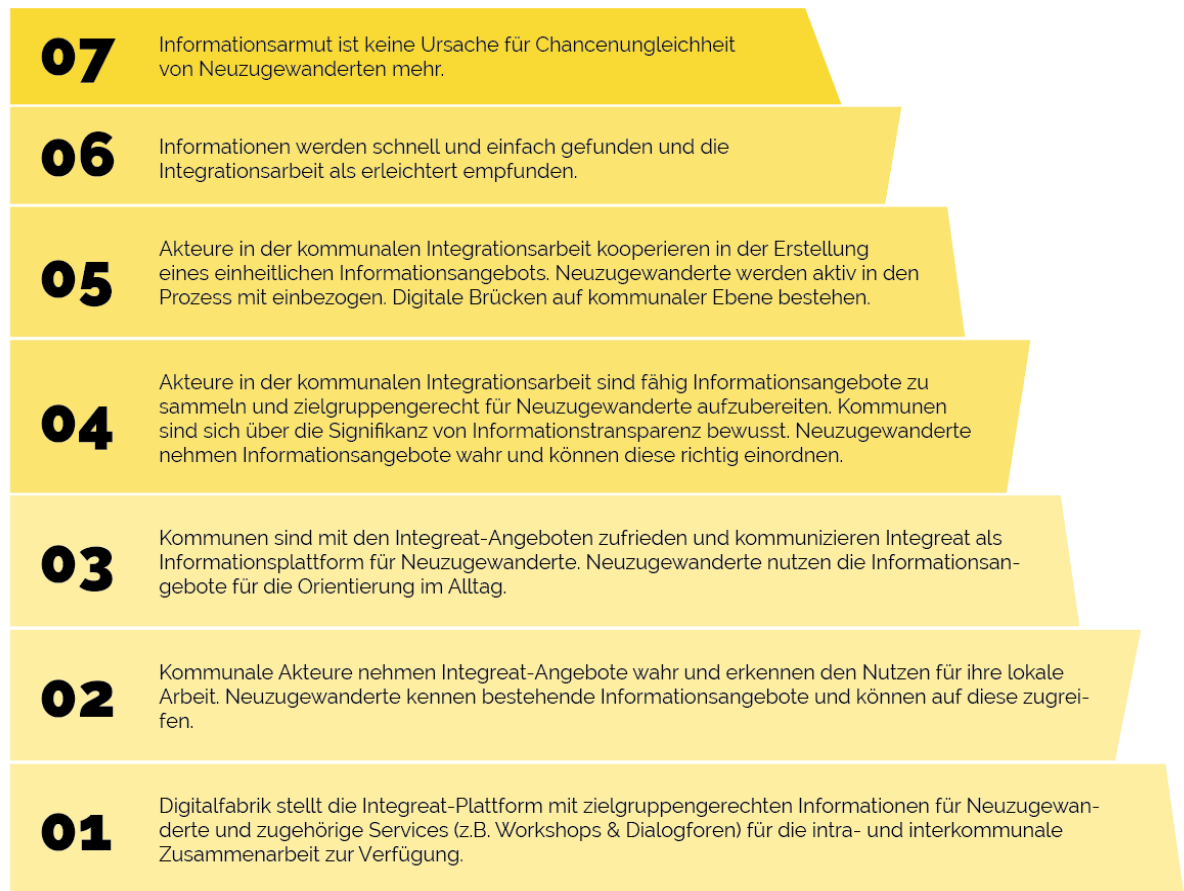 07
Informationsarmut ist keine Ursache für Chancenungleichheit
von Neuzugewanderten mehr.
06
Informationen werden schnell und einfach gefunden und die
Integrationsarbeit als erleichtert empfunden.
05
Akteure in der kommunalen Integrationsarbeit kooperieren in der Erstellung
eines einheitlichen Informationsangebots. Neuzugewanderte werden aktiv in den
Prozess mit einbezogen. Digitale Brücken auf kommunaler Ebene bestehen.
04
Akteure in der kommunalen Integrationsarbeit sind fähig Informationsangebote zu
sammeln und zielgruppengerecht für Neuzugewanderte aufzubereiten. Kommunen
sind sich über die Signifikanz von Informationstransparenz bewusst. Neuzugewanderte
nehmen Informationsangebote wahr und können diese richtig einordnen.
03
Kommunen sind mit den Integreat-Angeboten zufrieden und kommunizieren Integreat als
Informationsplattform für Neuzugewanderte. Neuzugewanderte nutzen die Informationsan-
gebote für die Orientierung im Alltag.
02
Kommunale Akteure nehmen Integreat-Angebote wahr und erkennen den Nutzen für ihre lokale
Arbeit. Neuzugewanderte kennen bestehende Informationsangebote und können auf diese zugrei-
fen.
01
Digitalfabrik stellt die Integreat-Plattform mit zielgruppengerechten Informationen für Neuzugewan-
derte und zugehörige Services (z.B. Workshops & Dialogforen) für die intra- und interkommunale
Zusammenarbeit zur Verfügung.